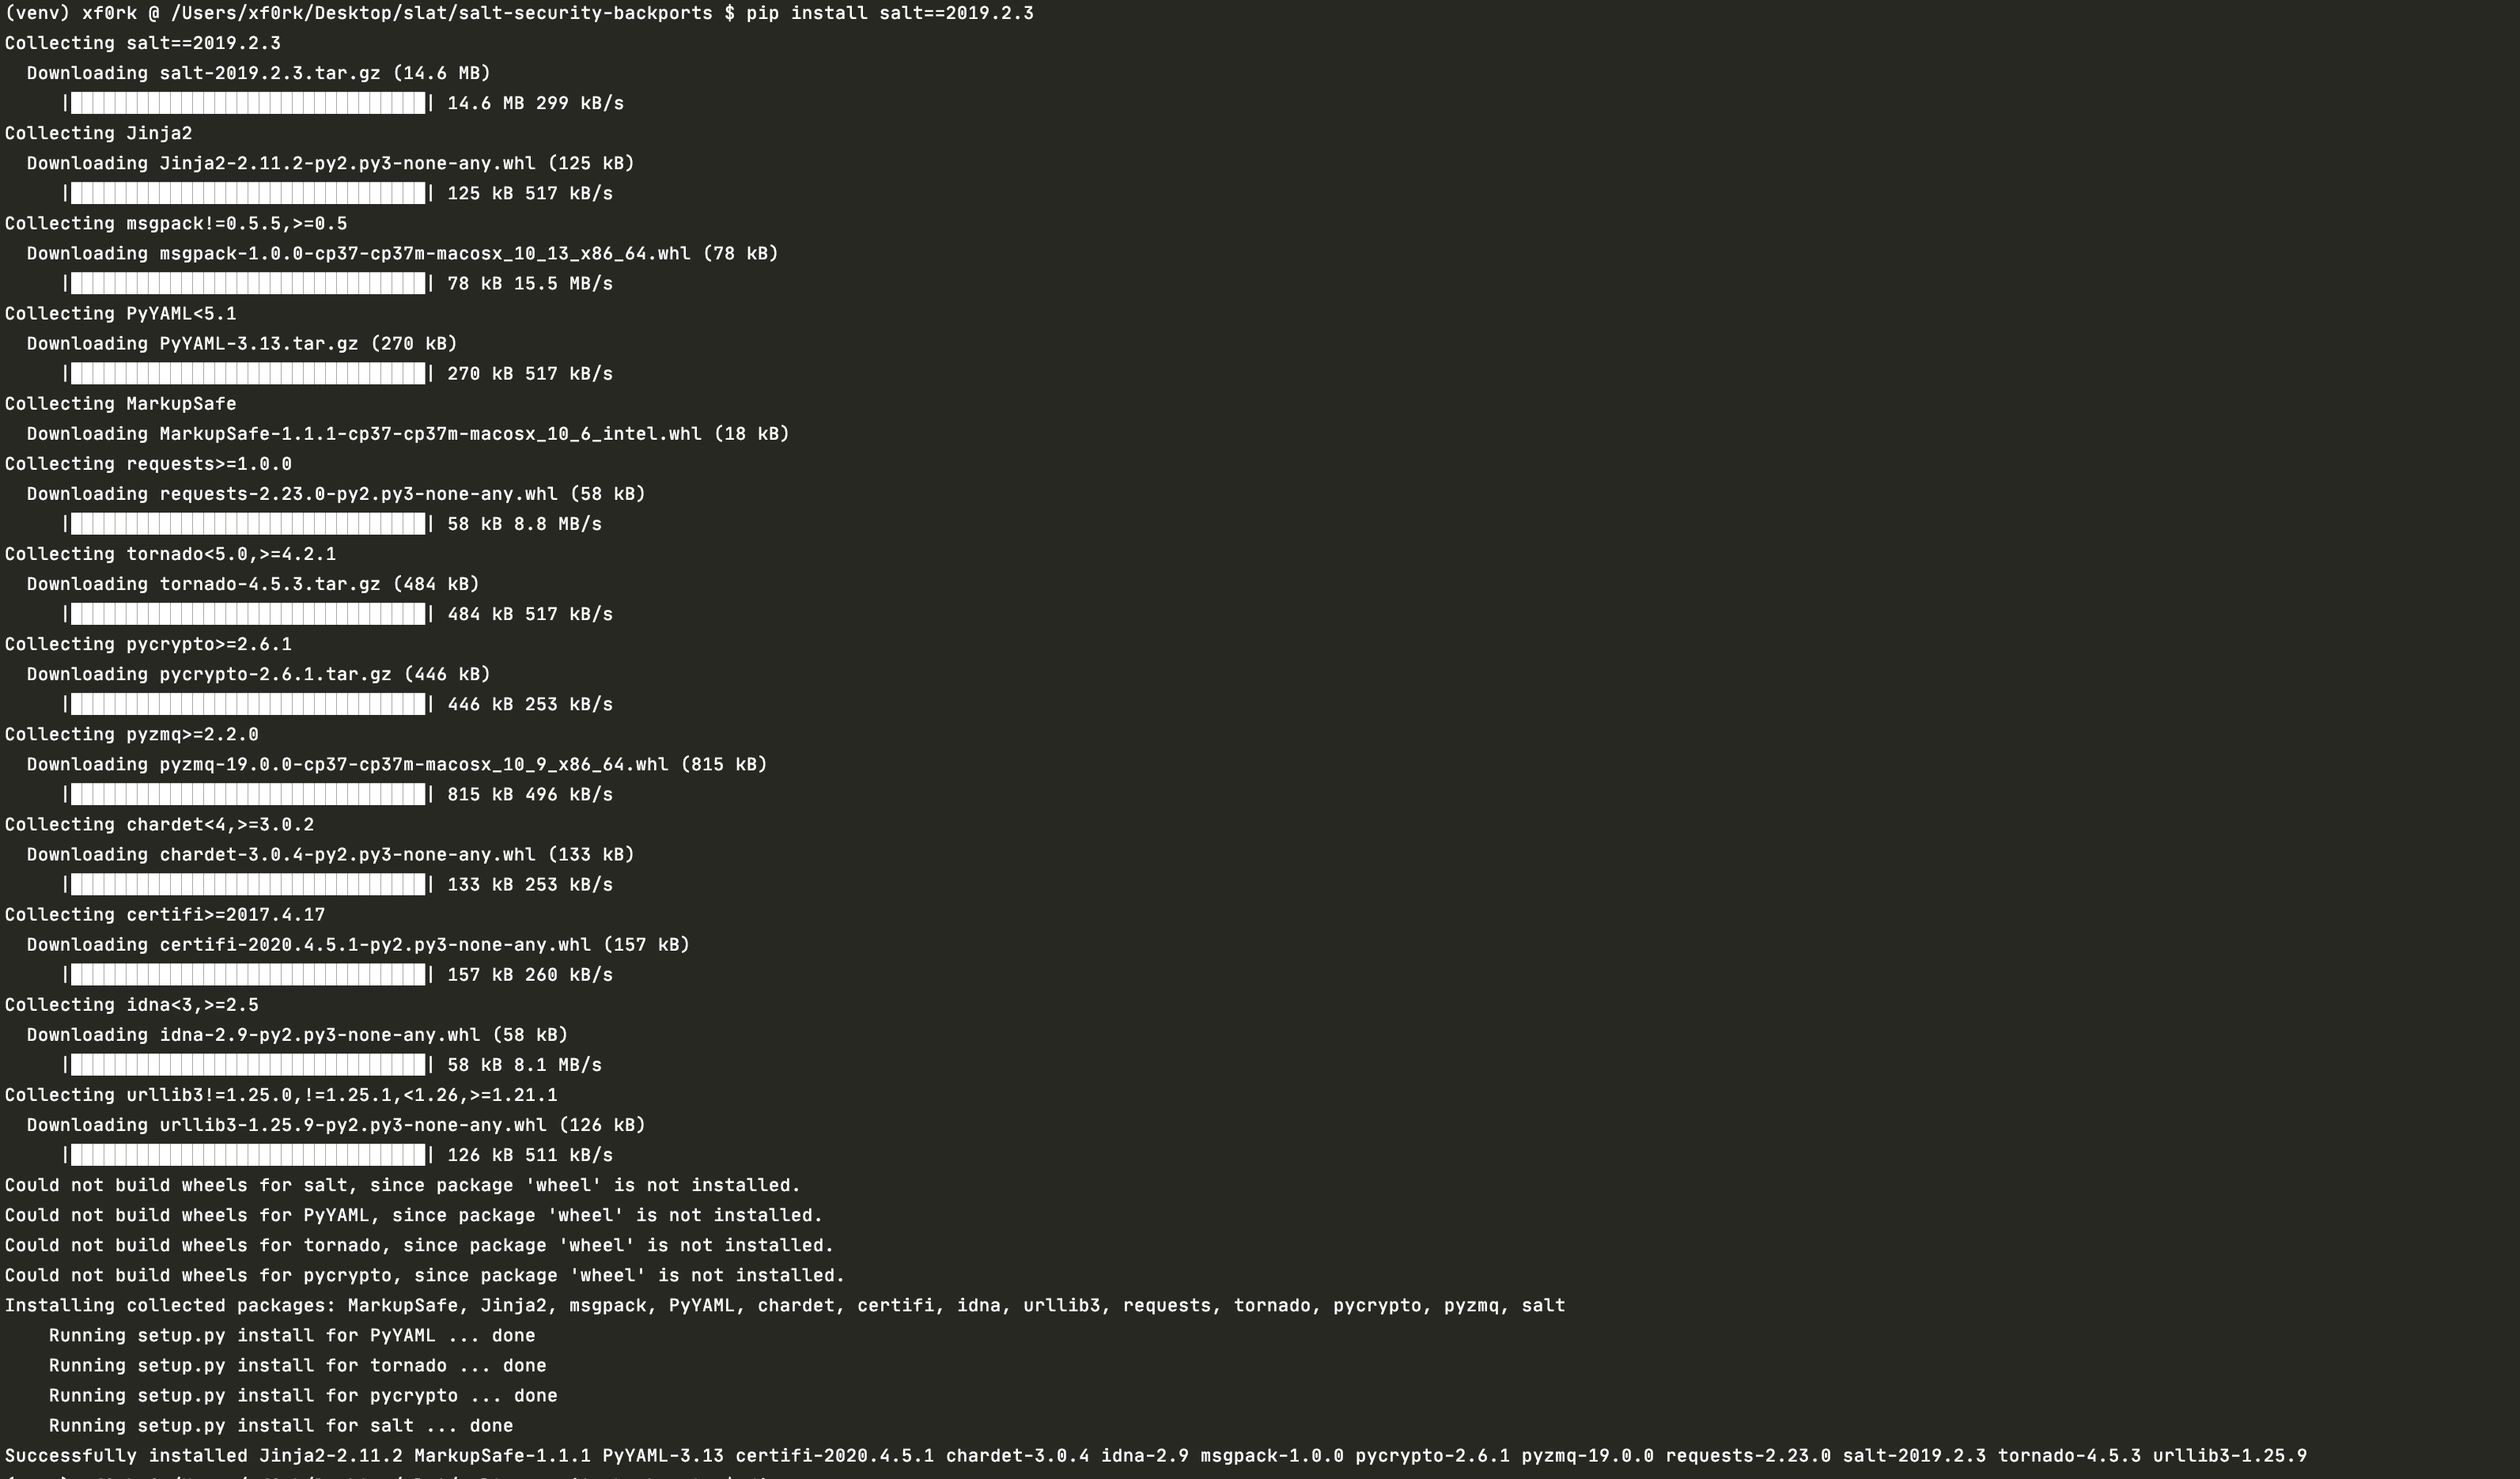 (venv) xf0rk @ /Users/xf0rk/Desktop/slat/salt-security-backports $ pip install salt==2019.2.3
Collecting salt==2019.2.3
Downloading salt-2019.2.3.tar.gz (14.6 MB)
|████████████████████████████████| 14.6 MB 299 kB/s
Collecting Jinja2
Downloading Jinja2-2.11.2-py2.py3-none-any.whl (125 kB)
|████████████████████████████████| 125 kB 517 kB/s
Collecting msgpack!=0.5.5,>=0.5
Downloading msgpack-1.0.0-cp37-cp37m-macosx_10_13_x86_64.whl (78 kB)
|████████████████████████████████| 78 kB 15.5 MB/s
Collecting PyYAML<5.1
Downloading PyYAML-3.13.tar.gz (270 kB)
|████████████████████████████████| 270 kB 517 kB/s
Collecting MarkupSafe
Downloading MarkupSafe-1.1.1-cp37-cp37m-macosx_10_6_intel.whl (18 kB)
Collecting requests>=1.0.0
Downloading requests-2.23.0-py2.py3-none-any.whl (58 kB)
|████████████████████████████████| 58 kB 8.8 MB/s
Collecting tornado<5.0,>=4.2.1
Downloading tornado-4.5.3.tar.gz (484 kB)
|████████████████████████████████| 484 kB 517 kB/s
Collecting pycrypto>=2.6.1
Downloading pycrypto-2.6.1.tar.gz (446 kB)
|████████████████████████████████| 446 kB 253 kB/s
Collecting pyzmq>=2.2.0
Downloading pyzmq-19.0.0-cp37-cp37m-macosx_10_9_x86_64.whl (815 kB)
|████████████████████████████████| 815 kB 496 kB/s
Collecting chardet<4,>=3.0.2
Downloading chardet-3.0.4-py2.py3-none-any.whl (133 kB)
|████████████████████████████████| 133 kB 253 kB/s
Collecting certifi>=2017.4.17
Downloading certifi-2020.4.5.1-py2.py3-none-any.whl (157 kB)
|████████████████████████████████| 157 kB 260 kB/s
Collecting idna<3,>=2.5
Downloading idna-2.9-py2.py3-none-any.whl (58 kB)
|████████████████████████████████| 58 kB 8.1 MB/s
Collecting urllib3!=1.25.0,!=1.25.1,<1.26,>=1.21.1
Downloading urllib3-1.25.9-py2.py3-none-any.whl (126 kB)
|████████████████████████████████| 126 kB 511 kB/s
Could not build wheels for salt, since package 'wheel' is not installed.
Could not build wheels for PyYAML, since package 'wheel' is not installed.
Could not build wheels for tornado, since package 'wheel' is not installed.
Could not build wheels for pycrypto, since package 'wheel' is not installed.
Installing collected packages: MarkupSafe, Jinja2, msgpack, PyYAML, chardet, certifi, idna, urllib3, requests, tornado, pycrypto, pyzmq, salt
Running setup.py install for PyYAML ... done
Running setup.py install for tornado ... done
Running setup.py install for pycrypto ... done
Running setup.py install for salt ... done
Successfully installed Jinja2-2.11.2 MarkupSafe-1.1.1 PyYAML-3.13 certifi-2020.4.5.1 chardet-3.0.4 idna-2.9 msgpack-1.0.0 pycrypto-2.6.1 pyzmq-19.0.0 requests-2.23.0 salt-2019.2.3 tornado-4.5.3 urllib3-1.25.9